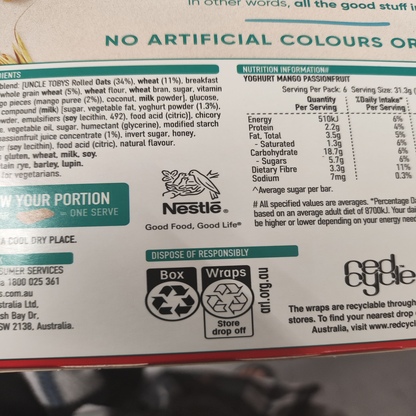 In other words, all the good stuff in
NO ARTIFICIAL COLOURS OR
IENTS
blend: [UNCLE TOBYS Rolled Oats (34%), wheat (11%), breakfast
whole grain wheat (5%), wheat flour, wheat bran, sugar, vitamin
go pieces (mango puree (2%)), coconut, milk powder], glucose,
compound (milk) [sugar, vegetable fat, yoghurt powder (1.3%),
wder, emulsifiers (soy lecithin, 492), food acid (citric)], chicory
vegetable oil, sugar, humectant (glycerin), modified starch
assionfruit juice concentrate (1%), invert sugar, honey,
(soy lecithin), food acid (citric), natural flavour.
gluten, wheat, milk, soy.
tain rye, barley, lupin.
W YOUR PORTION
= ONE SERVE
A COOL DRY PLACE.
SUMER SERVICES
a 1800 025 361
s.com.au
stralia Ltd.
sh Bay Dr,
SW 2138, Australia.
Nestlé®
Good Food, Good Life®
DISPOSE OF RESPONSIBLY
Box
Wraps
Store
drop off
arl.org.au
NUTRITION INFORMATION#
YOGHURT MANGO PASSIONFRUIT
Serving Per Pack: 6 Serving Size: 31.3g
Quantity %Daily Intake*
Per Serving Per Serving
Energy 510kJ 6%
Protein 2.2g 4%
Fat, Total 3.5g 5%
- Saturated 1.3g 6%
Carbohydrate 18.7g 6%
- Sugars ^ 5.7g 6%
Dietary Fibre 3.3g 11%
Sodium 7mg 0.3%
^Average sugar per bar.
# All specified values are averages. *Percentage Da
based on an average adult diet of 8700kJ. Your dai
be higher or lower depending on your energy need
red
cycle
The wraps are recyclable through
stores. To find your nearest drop
Australia, visit www.redcycl